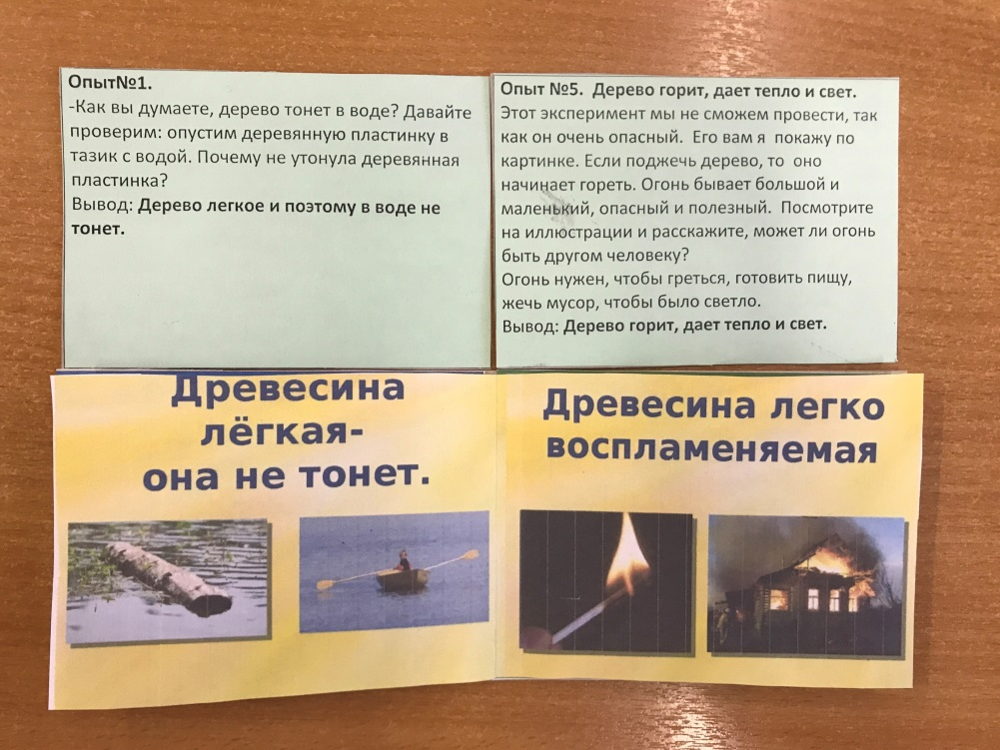 Опыт№1.
-Как вы думаете, дерево тонет в воде? Давайте
проверим: опустим деревянную пластинку в
тазик с водой. Почему не утонула деревянная
пластинка?
Вывод: Дерево легкое и поэтому в воде не
тонет.
Опыт №5. Дерево горит, дает тепло и свет.
Этот эксперимент мы не сможем провести, так
как он очень опасный. Его вам я покажу по
картинке. Если поджечь дерево, то оно
начинает гореть. Огонь бывает большой и
маленький, опасный и полезный. Посмотрите
на иллюстрации и расскажите, может ли огонь
быть другом человеку?
Огонь нужен, чтобы греться, готовить пищу,
жечь мусор, чтобы было светло.
Вывод: Дерево горит, дает тепло и свет.
Древесина
лёгкая-
она не тонет.
Древесина легко
воспламеняемая